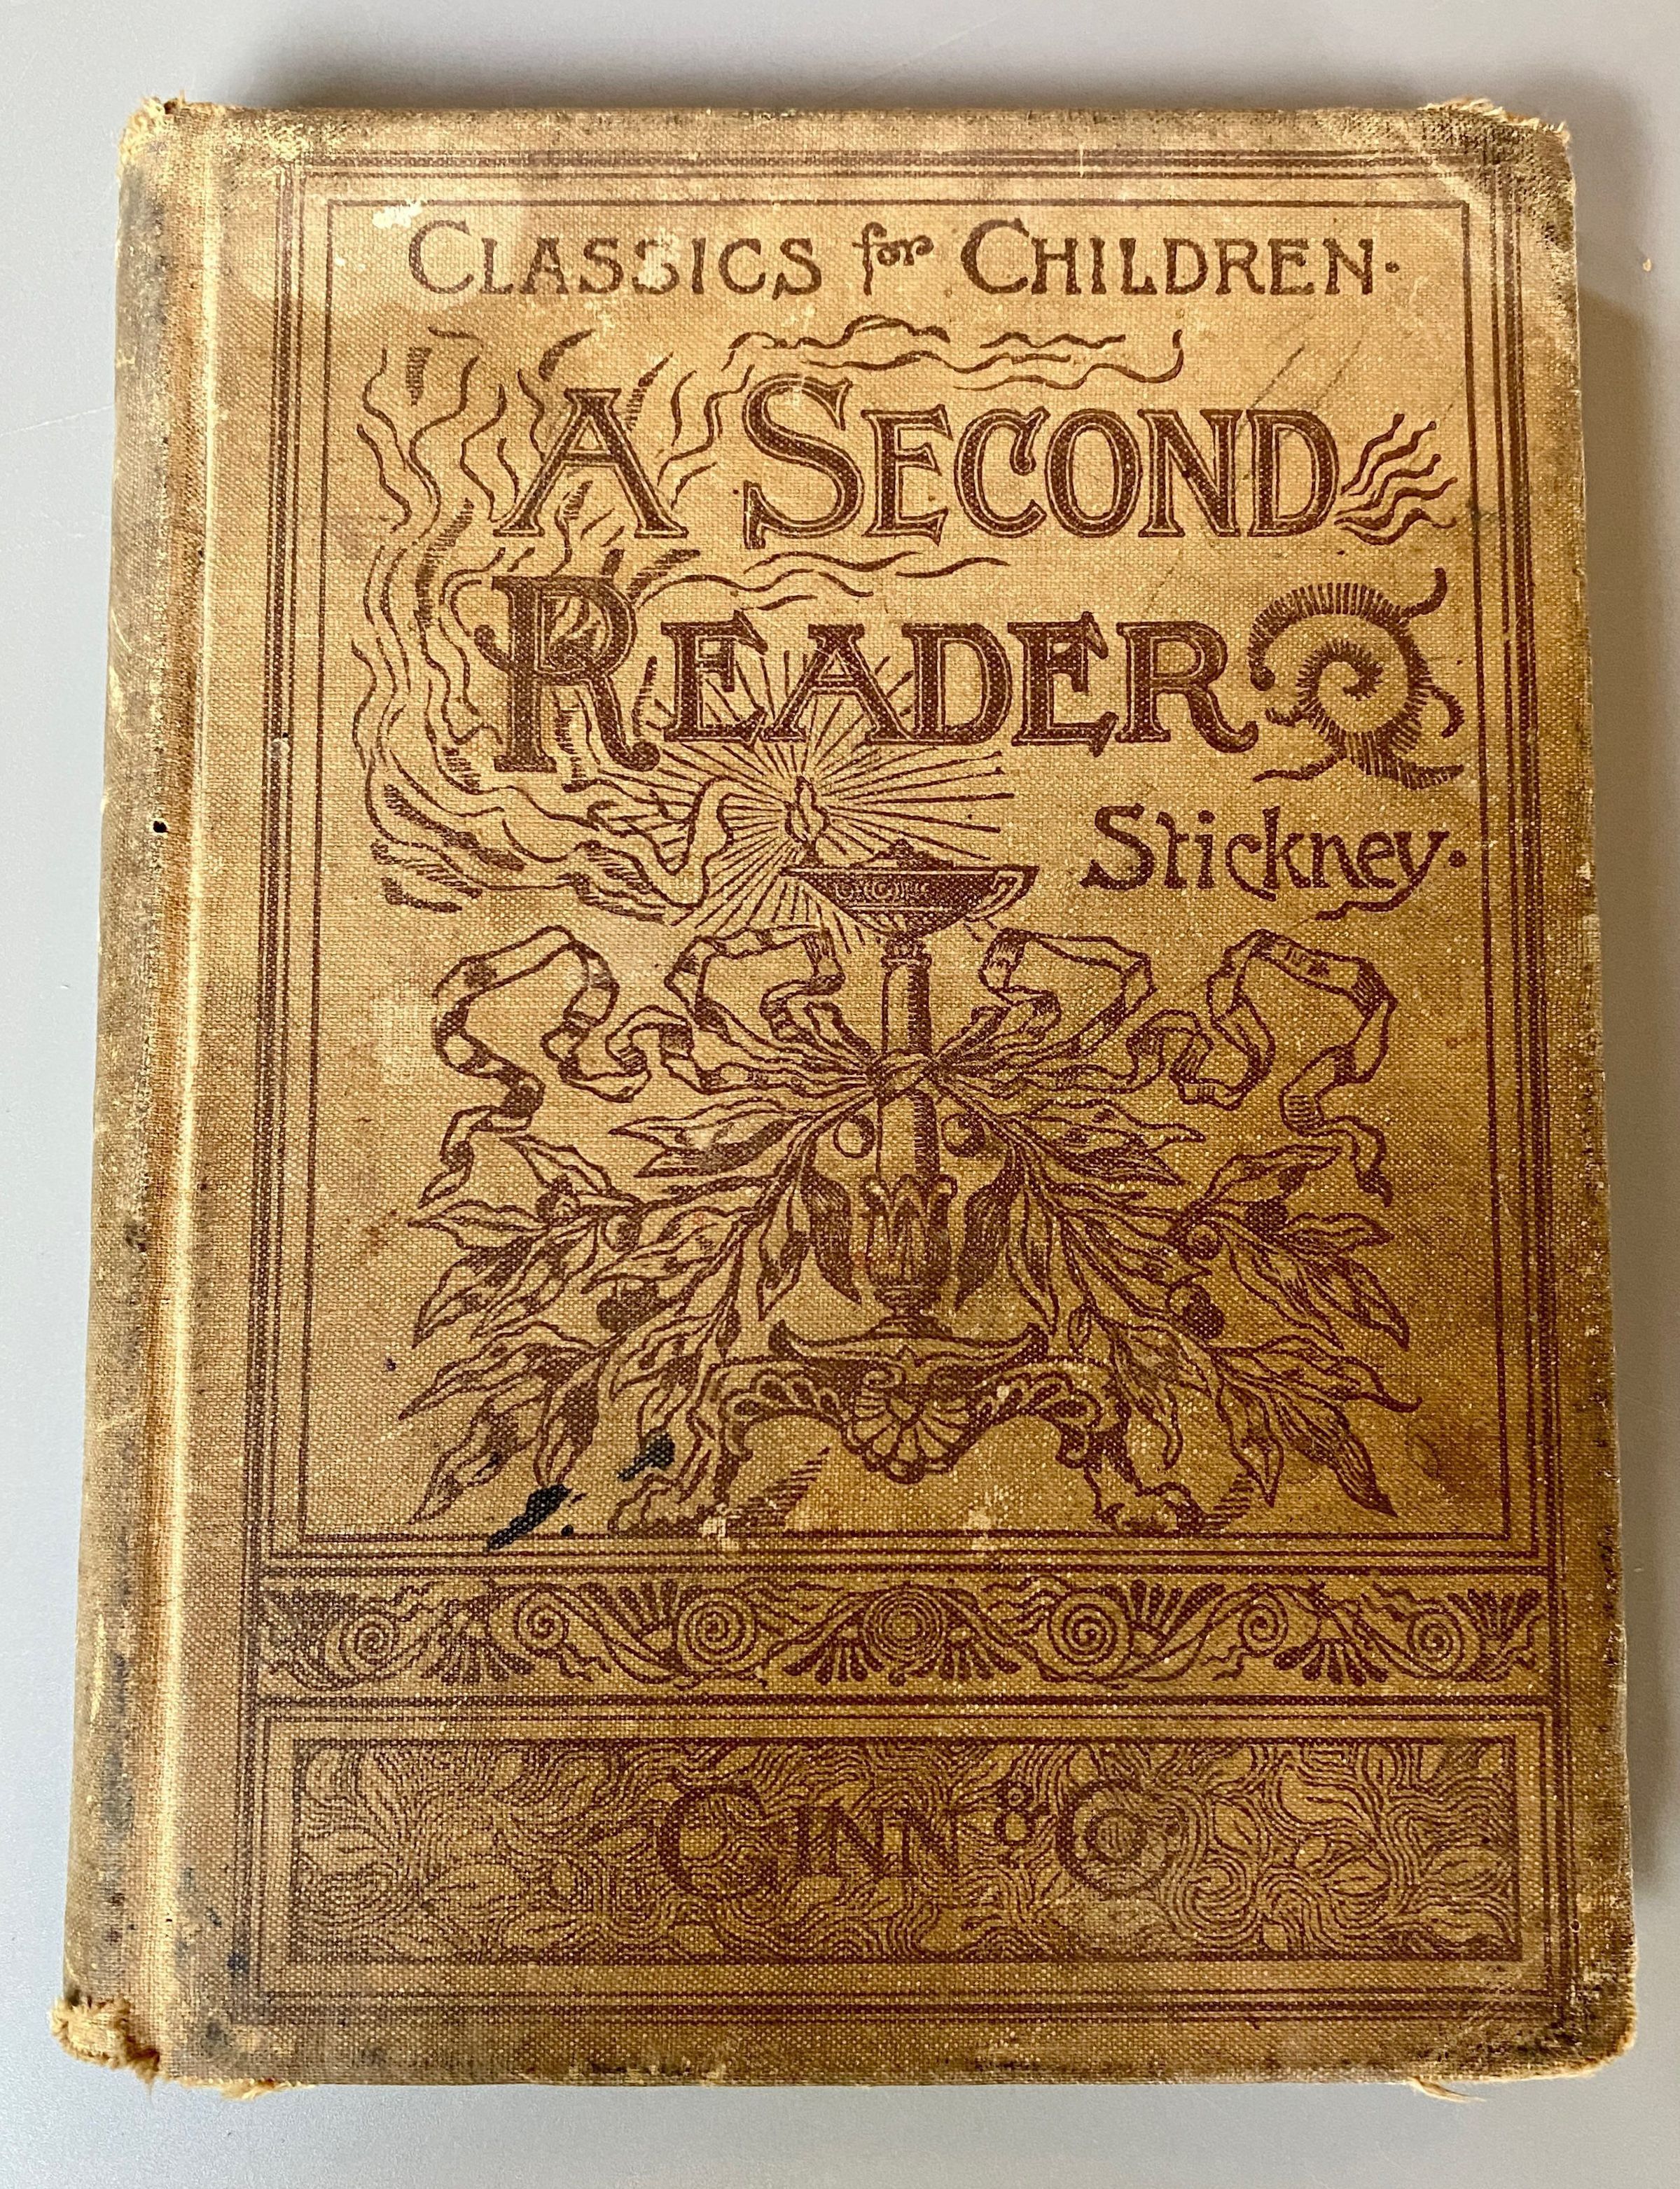 CLASSICS for CHILDREN.
A SECOND
READER
Stickney.
GINN & CO